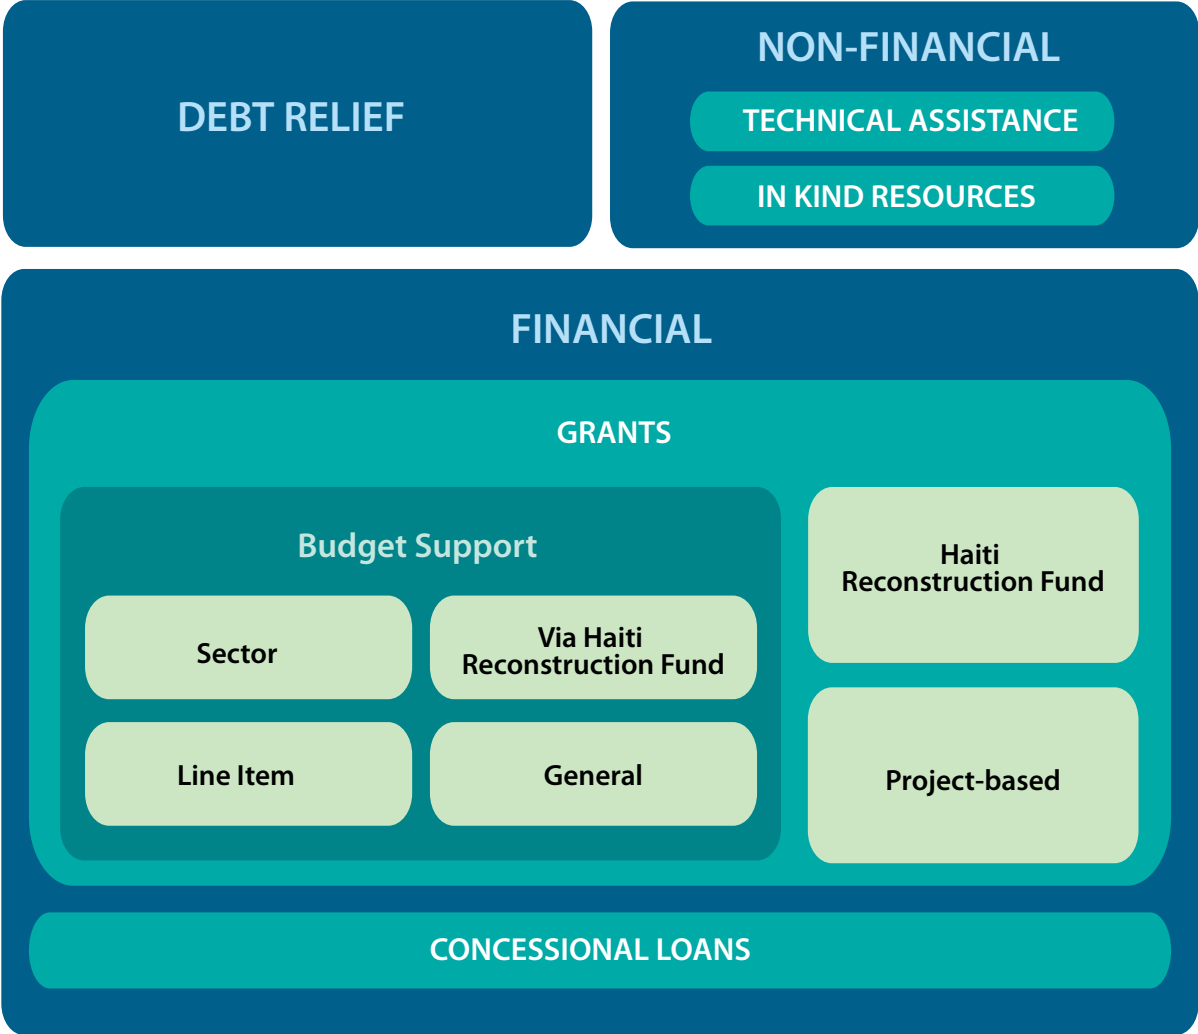 DEBT RELIEF
NON-FINANCIAL
TECHNICAL ASSISTANCE
IN KIND RESOURCES
FINANCIAL
GRANTS
Budget Support
Sector
Via Haiti
Reconstruction Fund
Line Item
General
Haiti
Reconstruction Fund
Project-based
CONCESSIONAL LOANS